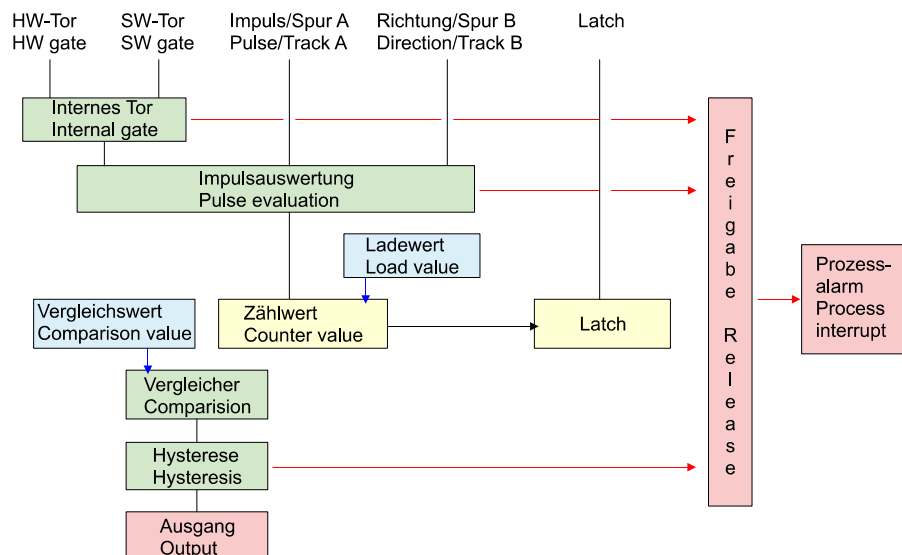 HW-Tor
HW gate
SW-Tor
SW gate
Impuls/Spur A
Pulse/Track A
Richtung/Spur B
Direction/Track B
Latch
Internes Tor
Internal gate
Impulsauswertung
Pulse evaluation
Ladewert
Load value
Vergleichswert
Comparison value
Zählwert
Counter value
Latch
Vergleicher
Comparision
Hysterese
Hysteresis
Ausgang
Output
Freigabe
Release
Prozess-
alarm
Process
interrupt